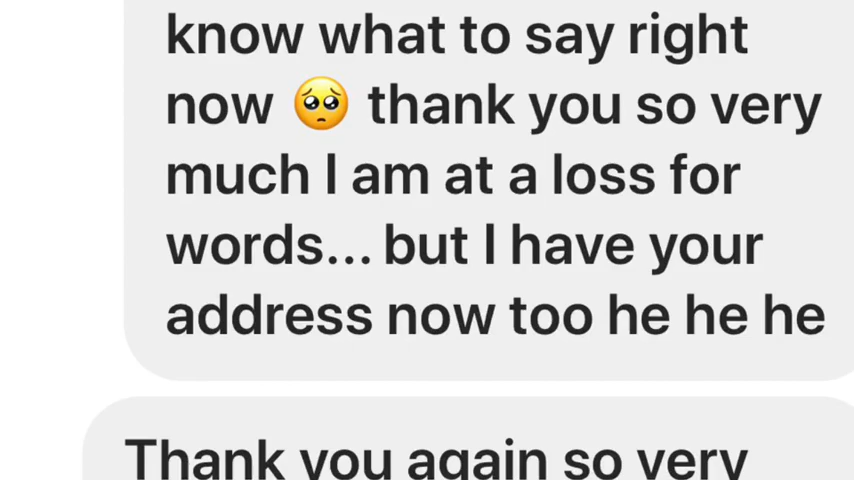 know what to say right
now 🥺 thank you so very
much I am at a loss for
words... but I have your
address now too he he he
Thank you again so very